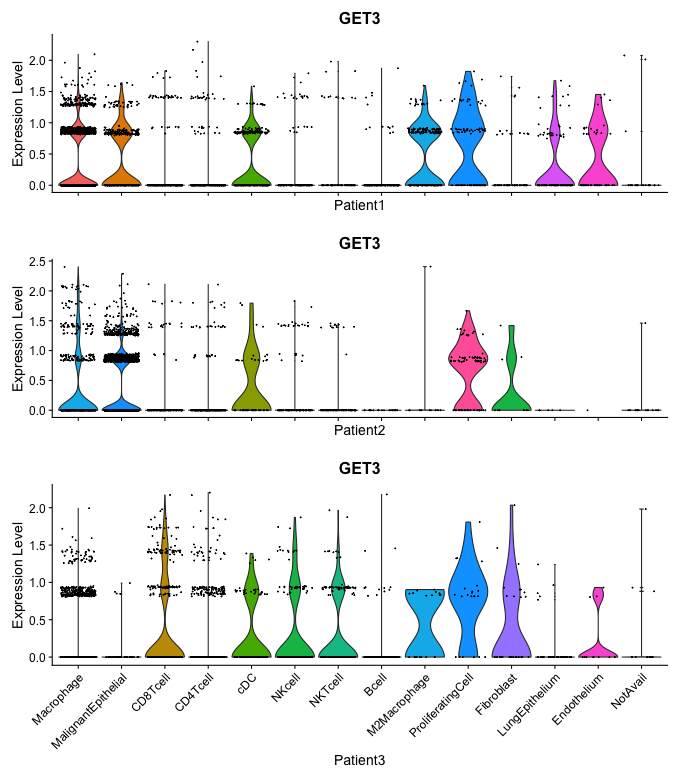 GET3
Expression Level
2.0
1.5
1.0
0.5
0.0
Patient1
GET3
Expression Level
2.5
2.0
1.5
1.0
0.5
0.0
Patient2
GET3
Expression Level
2.0
1.5
1.0
0.5
0.0
Macrophage
MalignantEpithelial
CD8Tcell
CD4Tcell
cDC
NKcell
NKTcell
Bcell
M2Macrophage
ProliferatingCell
Fibroblast
LungEpithelium
Endothelium
NotAvail
Patient3